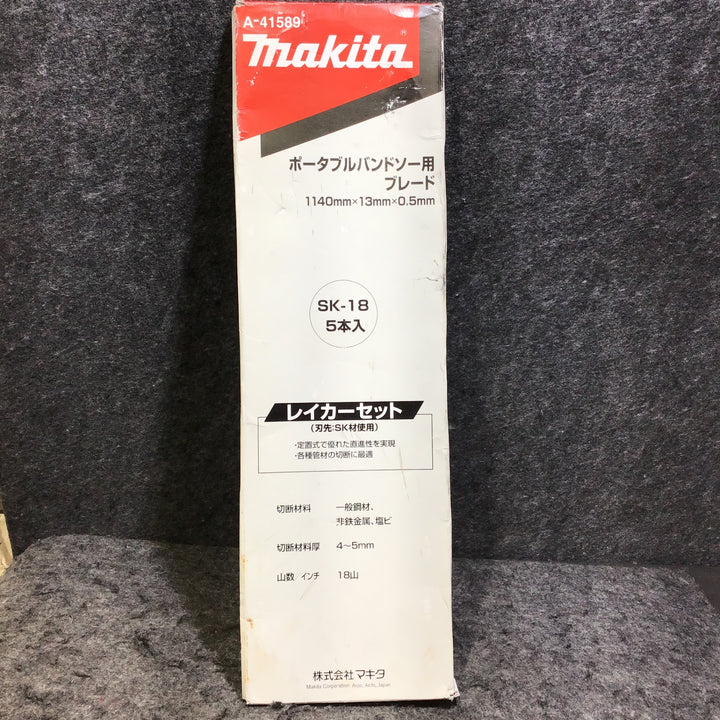 A-41589
makita®
ポータブルバンドソー用
ブレード
1140mm×13mm×0.5mm
SK-18
5本入
レイカーセット
(刃先:SK材使用)
・定置式で優れた直進性を実現
・各種管材の切断に最適
切断材料 一般鋼材、
非鉄金属、塩ビ
切断材料厚 4〜5mm
山数/インチ 18山
株式会社マキタ
Makita Corporation Anjo, Aichi, Japan